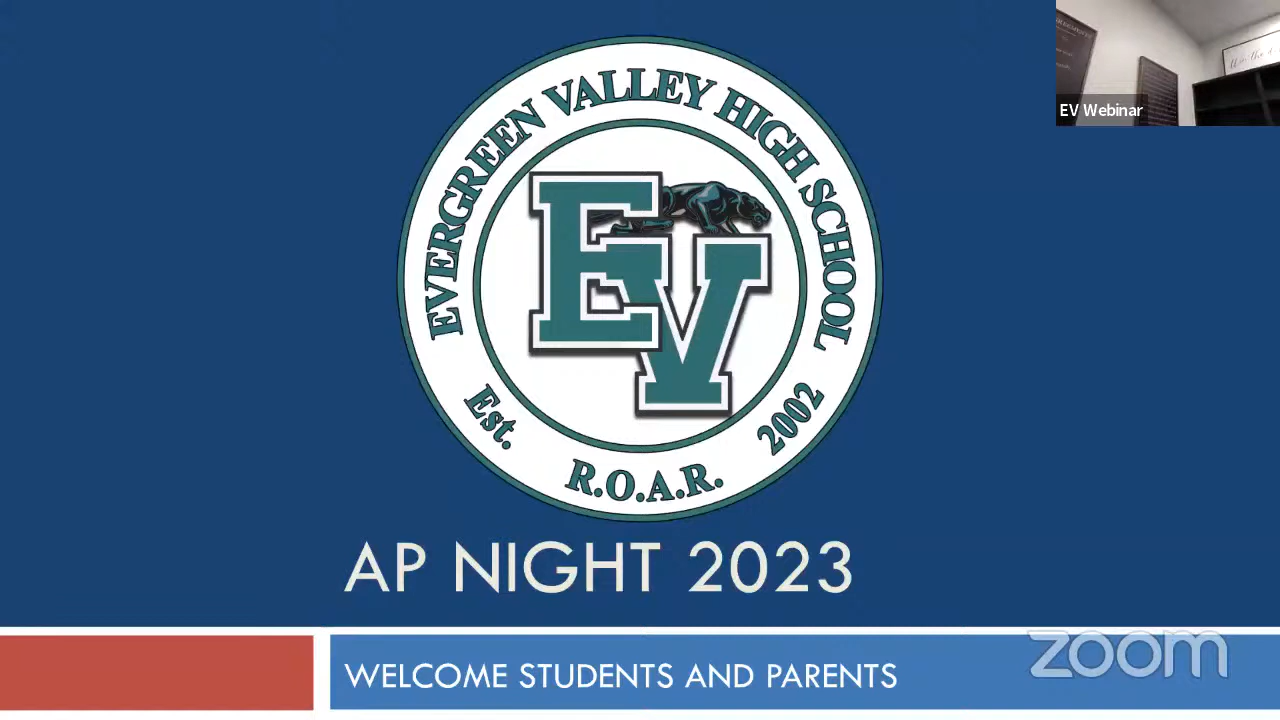 EV Webinar
EVERGREEN VALLEY HIGH SCHOOL
EV
Est. 2002
R.O.A.R.
AP NIGHT 2023
WELCOME STUDENTS AND PARENTS
zoom